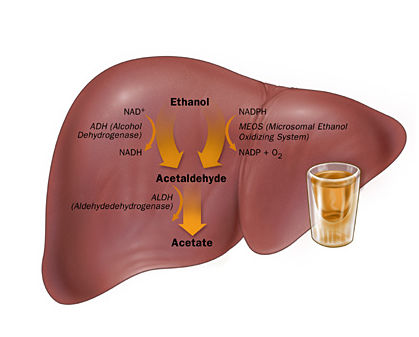 Ethanol
NAD⁺
ADH (Alcohol
Dehydrogenase)
NADH
NADPH
MEOS (Microsomal Ethanol
Oxidizing System)
NADP + O₂
Acetaldehyde
ALDH
(Aldehydedehydrogenase)
Acetate